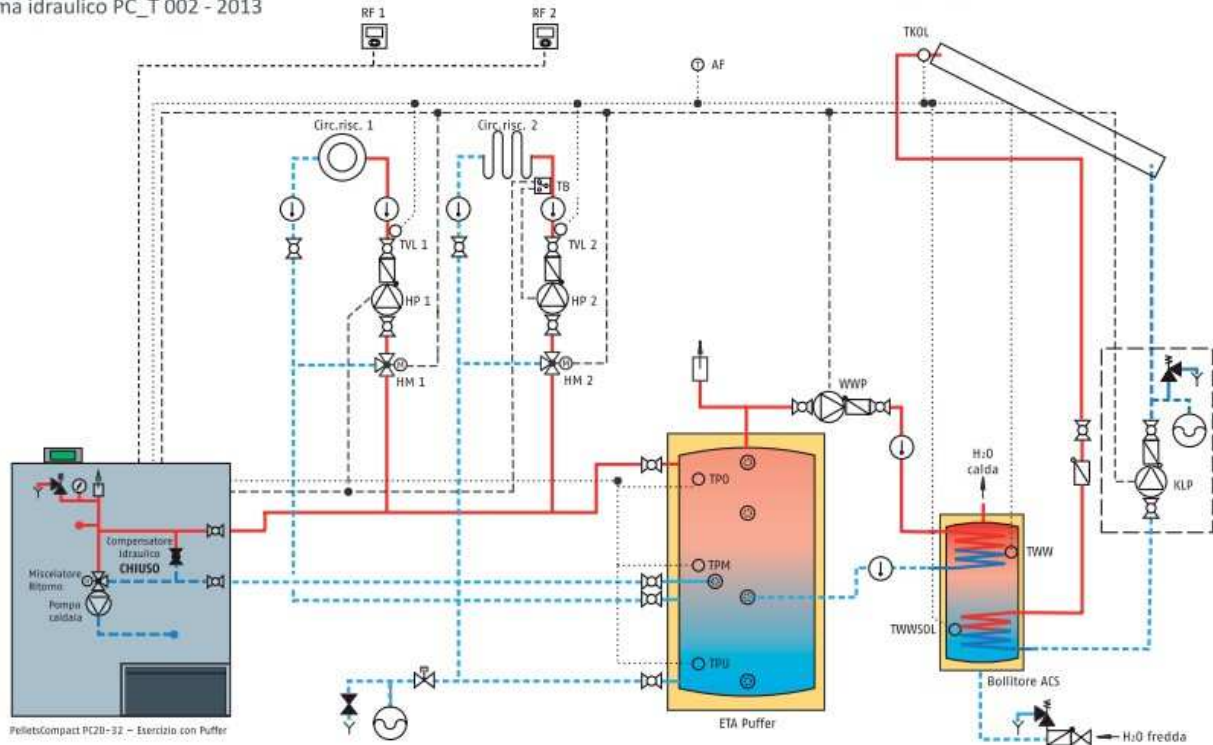 ma idraulico PC_T 002 - 2013
RF 1
RF 2
TKOL
T
AF
Circ.risc. 1
Circ.risc. 2
TB
TVL 1
TVL 2
HP 1
HP 2
M
M
HM 1
HM 2
WWP
H₂O
calda
KLP
TPO
Compensatore
Idraulico
CHIUSO
TWW
TPM
Miscelatore
Ritorno
Pompa
caldaia
TWWSOL
TPU
Bollitore ACS
ETA Puffer
PelletsCompact PC20-32 – Esercizio con Puffer
H₂O fredda